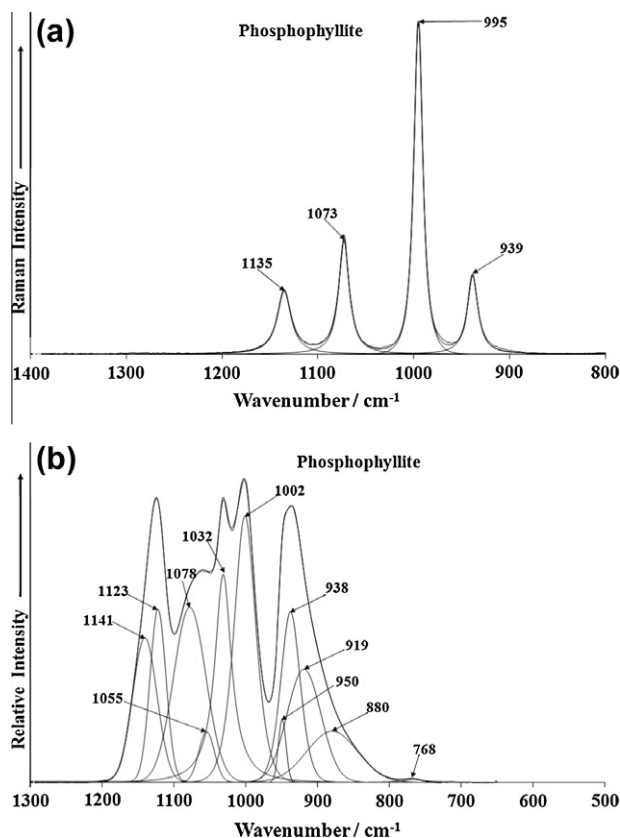 (a)
Phosphophyllite
995
1073
1135
939
Raman Intensity
1400 1300 1200 1100 1000 900 800
Wavenumber / cm-1
(b)
Phosphophyllite
1002
1032
1078
938
1123
1141
919
1055
950
880
768
Relative Intensity
1300 1200 1100 1000 900 800 700 600 500
Wavenumber / cm-1